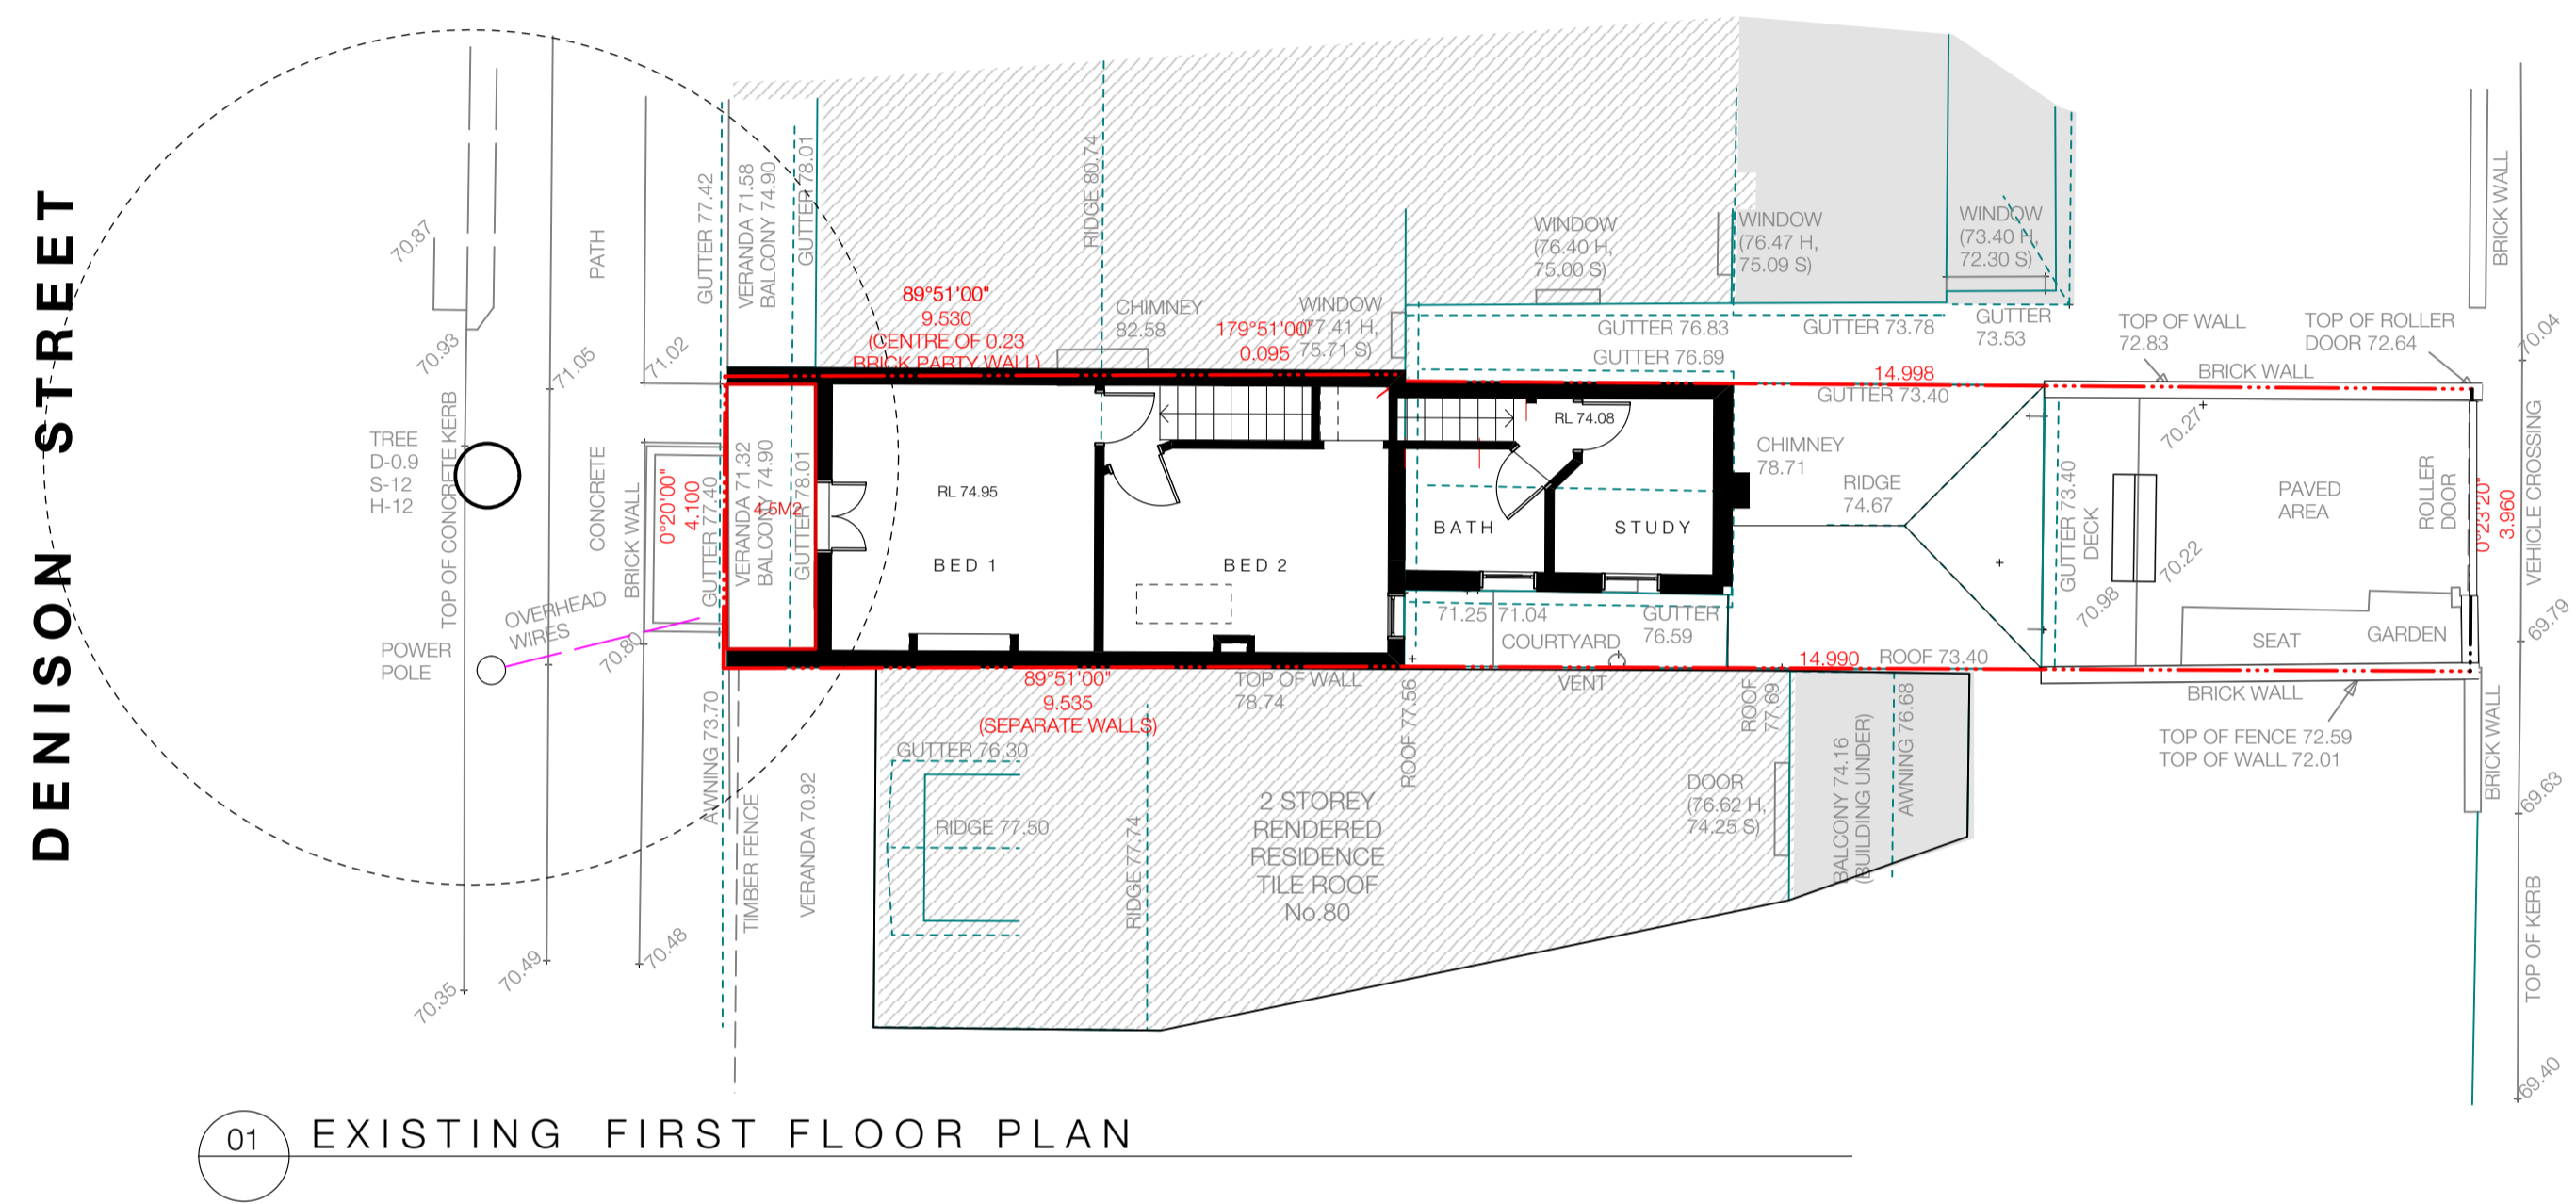 DENISON STREET
70.87
70.93
71.05
71.02
PATH
GUTTER 77.42
VERANDA 71.58
BALCONY 74.90
GUTTER 78.01
RIDGE 80.74
89°51'00"
9.530
(CENTRE OF 0.23
BRICK PARTY WALL)
CHIMNEY
82.58
179°51'00"
0.095
WINDOW
(77.41 H,
75.71 S)
WINDOW
(76.40 H,
75.00 S)
WINDOW
(76.47 H,
75.09 S)
WINDOW
(73.40 H,
72.30 S)
GUTTER 76.83
GUTTER 73.78
GUTTER
73.53
GUTTER 76.69
TOP OF WALL
72.83
TOP OF ROLLER
DOOR 72.64
BRICK WALL
BRICK WALL
70.04
14.998
GUTTER 73.40
TREE
D-0.9
S-12
H-12
TOP OF CONCRETE KERB
CONCRETE
BRICK WALL
0°20'00"
4.100
GUTTER 77.40
VERANDA 71.32
BALCONY 74.90
4.5M2
GUTTER 78.01
RL 74.95
BED 1
BED 2
RL 74.08
BATH
STUDY
CHIMNEY
78.71
RIDGE
74.67
GUTTER 73.40
DECK
70.27
70.22
70.98
PAVED
AREA
ROLLER
DOOR
0°23'20"
3.960
VEHICLE CROSSING
69.79
SEAT
GARDEN
OVERHEAD
WIRES
POWER
POLE
70.80
71.25
71.04
GUTTER
76.59
COURTYARD
VENT
14.990
ROOF 73.40
89°51'00"
9.535
(SEPARATE WALLS)
TOP OF WALL
78.74
ROOF 77.56
ROOF
77.69
BRICK WALL
BRICK WALL
TOP OF FENCE 72.59
TOP OF WALL 72.01
AWNING 73.70
TIMBER FENCE
VERANDA 70.92
GUTTER 76.30
RIDGE 77.50
RIDGE 77.74
2 STOREY
RENDERED
RESIDENCE
TILE ROOF
No.80
DOOR
(76.62 H,
74.25 S)
BALCONY 74.16
(BUILDING UNDER)
AWNING 76.68
69.63
TOP OF KERB
69.40
70.35
70.49
70.48
01 EXISTING FIRST FLOOR PLAN